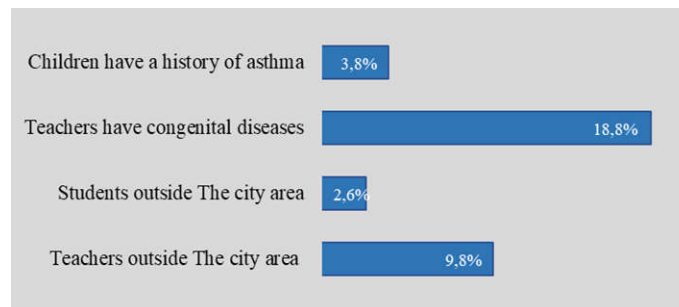 Children have a history of asthma 3,8%
Teachers have congenital diseases 18,8%
Students outside The city area 2,6%
Teachers outside The city area 9,8%